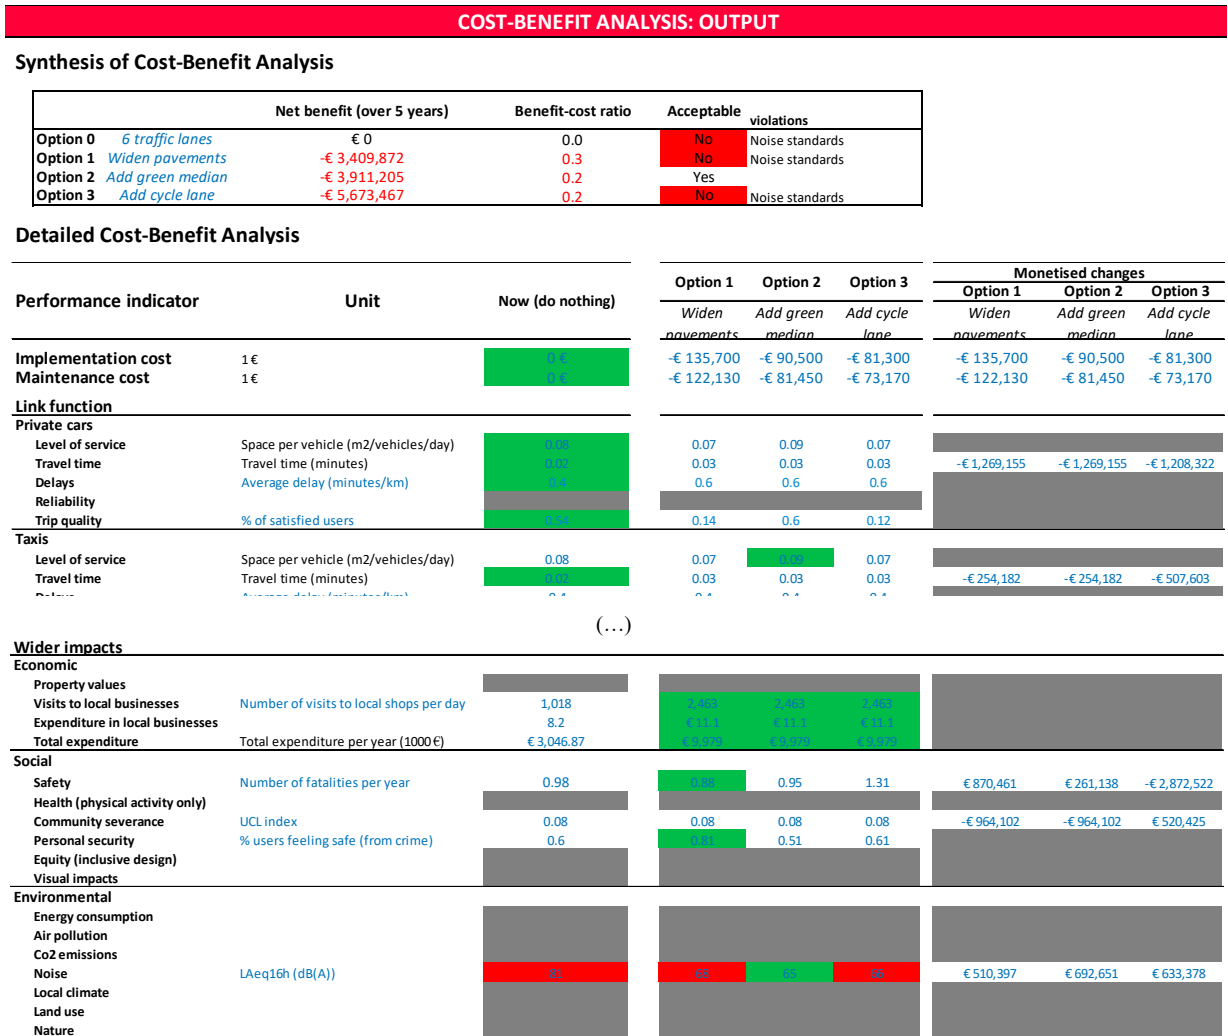 COST-BENEFIT ANALYSIS: OUTPUT
Synthesis of Cost-Benefit Analysis
Net benefit (over 5 years) Benefit-cost ratio Acceptable violations
Option 0 6 traffic lanes € 0 0.0 No Noise standards
Option 1 Widen pavements -€ 3,409,872 0.3 No Noise standards
Option 2 Add green median -€ 3,911,205 0.2 Yes
Option 3 Add cycle lane -€ 5,673,467 0.2 No Noise standards
Detailed Cost-Benefit Analysis
Monetised changes
Performance indicator Unit Now (do nothing) Option 1 Option 2 Option 3 Option 1 Option 2 Option 3
Widen Add green Add cycle Widen Add green Add cycle
pavements median lane pavements median lane
Implementation cost 1 € 0 € -€ 135,700 -€ 90,500 -€ 81,300 -€ 135,700 -€ 90,500 -€ 81,300
Maintenance cost 1 € 0 € -€ 122,130 -€ 81,450 -€ 73,170 -€ 122,130 -€ 81,450 -€ 73,170
Link function
Private cars
Level of service Space per vehicle (m2/vehicles/day) 0.08 0.07 0.09 0.07
Travel time Travel time (minutes) 0.02 0.03 0.03 0.03 -€ 1,269,155 -€ 1,269,155 -€ 1,208,322
Delays Average delay (minutes/km) 0.4 0.6 0.6 0.6
Reliability
Trip quality % of satisfied users 0.54 0.14 0.6 0.12
Taxis
Level of service Space per vehicle (m2/vehicles/day) 0.08 0.07 0.09 0.07
Travel time Travel time (minutes) 0.02 0.03 0.03 0.03 -€ 254,182 -€ 254,182 -€ 507,603
Delays Average delay (minutes/km)
(…)
Wider impacts
Economic
Property values
Visits to local businesses Number of visits to local shops per day 1,018 2,463 2,463 2,463
Expenditure in local businesses 8.2 € 11.1 € 11.1 € 11.1
Total expenditure Total expenditure per year (1000 €) € 3,046.87 € 9,979 € 9,979 € 9,979
Social
Safety Number of fatalities per year 0.98 0.88 0.95 1.31 € 870,461 € 261,138 -€ 2,872,522
Health (physical activity only)
Community severance UCL index 0.08 0.08 0.08 0.08 -€ 964,102 -€ 964,102 € 520,425
Personal security % users feeling safe (from crime) 0.6 0.81 0.51 0.61
Equity (inclusive design)
Visual impacts
Environmental
Energy consumption
Air pollution
Co2 emissions
Noise LAeq16h (dB(A)) 68 65 66 € 510,397 € 692,651 € 633,378
Local climate
Land use
Nature